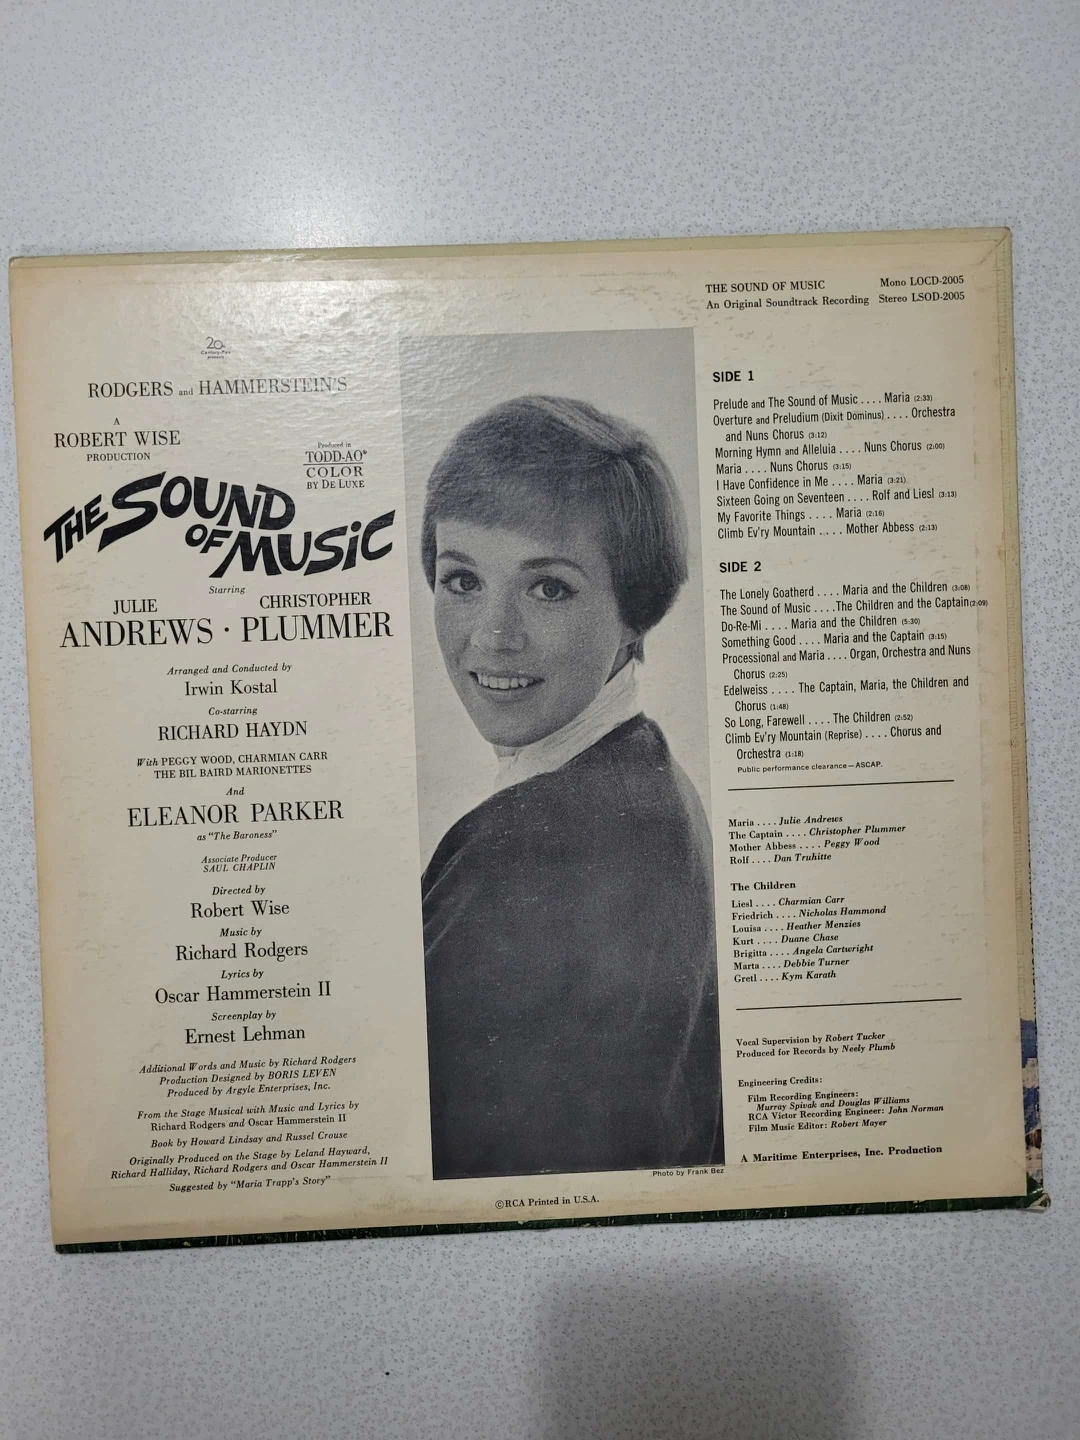 THE SOUND OF MUSIC Mono LOCD-2005
An Original Soundtrack Recording Stereo LSOD-2005
20th
Century-Fox
presents
RODGERS and HAMMERSTEIN'S
A
ROBERT WISE
PRODUCTION
Produced in
TODD-AO®
COLOR
BY DE LUXE
THE SOUND
OF MUSIC
Starring
JULIE CHRISTOPHER
ANDREWS · PLUMMER
Arranged and Conducted by
Irwin Kostal
Co-starring
RICHARD HAYDN
With PEGGY WOOD, CHARMIAN CARR
THE BIL BAIRD MARIONETTES
And
ELEANOR PARKER
as "The Baroness"
Associate Producer
SAUL CHAPLIN
Directed by
Robert Wise
Music by
Richard Rodgers
Lyrics by
Oscar Hammerstein II
Screenplay by
Ernest Lehman
Additional Words and Music by Richard Rodgers
Production Designed by BORIS LEVEN
Produced by Argyle Enterprises, Inc.
From the Stage Musical with Music and Lyrics by
Richard Rodgers and Oscar Hammerstein II
Book by Howard Lindsay and Russel Crouse
Originally Produced on the Stage by Leland Hayward,
Richard Halliday, Richard Rodgers and Oscar Hammerstein II
Suggested by "Maria Trapp's Story"
SIDE 1
Prelude and The Sound of Music .... Maria (2:33)
Overture and Preludium (Dixit Dominus) .... Orchestra
and Nuns Chorus (3:12)
Morning Hymn and Alleluia .... Nuns Chorus (2:00)
Maria .... Nuns Chorus (3:15)
I Have Confidence in Me .... Maria (3:21)
Sixteen Going on Seventeen .... Rolf and Liesl (3:13)
My Favorite Things .... Maria (2:16)
Climb Ev'ry Mountain .... Mother Abbess (2:13)
SIDE 2
The Lonely Goatherd .... Maria and the Children (3:08)
The Sound of Music ....The Children and the Captain(2:09)
Do-Re-Mi .... Maria and the Children (5:30)
Something Good .... Maria and the Captain (3:15)
Processional and Maria .... Organ, Orchestra and Nuns
Chorus (2:25)
Edelweiss .... The Captain, Maria, the Children and
Chorus (1:48)
So Long, Farewell .... The Children (2:52)
Climb Ev'ry Mountain (Reprise) .... Chorus and
Orchestra (1:18)
Public performance clearance—ASCAP.
Maria .... Julie Andrews
The Captain .... Christopher Plummer
Mother Abbess .... Peggy Wood
Rolf .... Dan Truhitte
The Children
Liesl .... Charmian Carr
Friedrich .... Nicholas Hammond
Louisa .... Heather Menzies
Kurt .... Duane Chase
Brigitta .... Angela Cartwright
Marta .... Debbie Turner
Gretl .... Kym Karath
Vocal Supervision by Robert Tucker
Produced for Records by Neely Plumb
Engineering Credits:
Film Recording Engineers:
Murray Spivak and Douglas Williams
RCA Victor Recording Engineer: John Norman
Film Music Editor: Robert Mayer
A Maritime Enterprises, Inc. Production
Photo by Frank Bez
©RCA Printed in U.S.A.